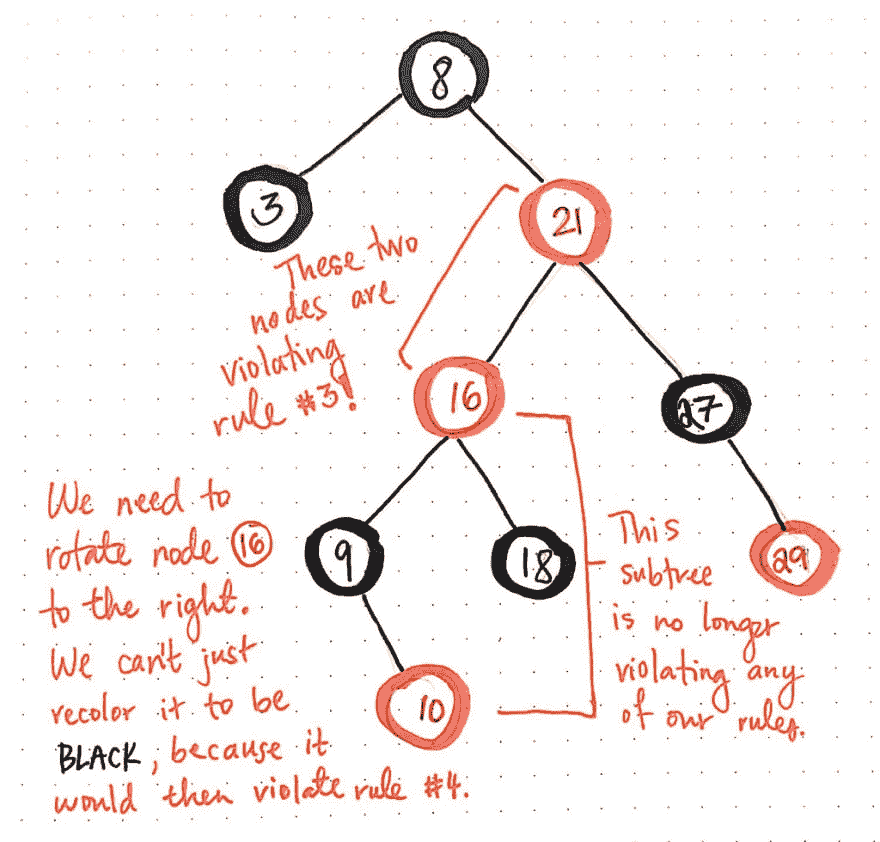 8
3
21
These two
nodes are
violating
rule #3!
16
27
We need to
rotate node 16
to the right.
We can't just
recolor it to be
BLACK, because it
would then violate rule #4.
9
18
This
subtree
is no longer
violating any
of our rules.
29
10